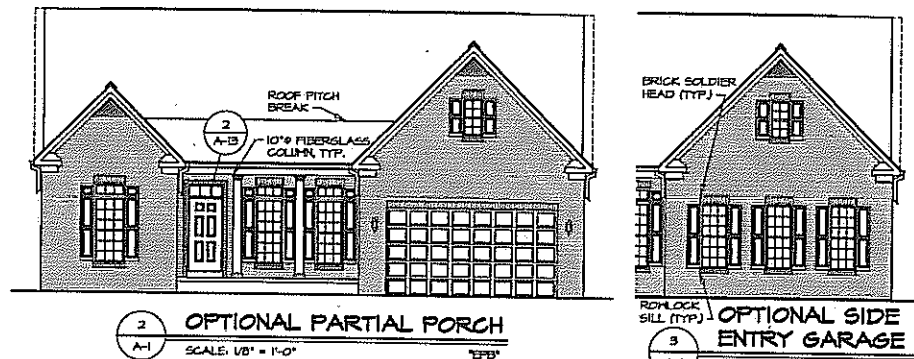 ROOF PITCH
BREAK
2
A-13
10"Φ FIBERGLASS
COLUMN, TYP.
2
A-1
OPTIONAL PARTIAL PORCH
SCALE: 1/8" = 1'-0"
"EPB"
BRICK SOLDIER
HEAD (TYP.)
ROWLOCK
SILL (TYP.)
3
OPTIONAL SIDE
ENTRY GARAGE